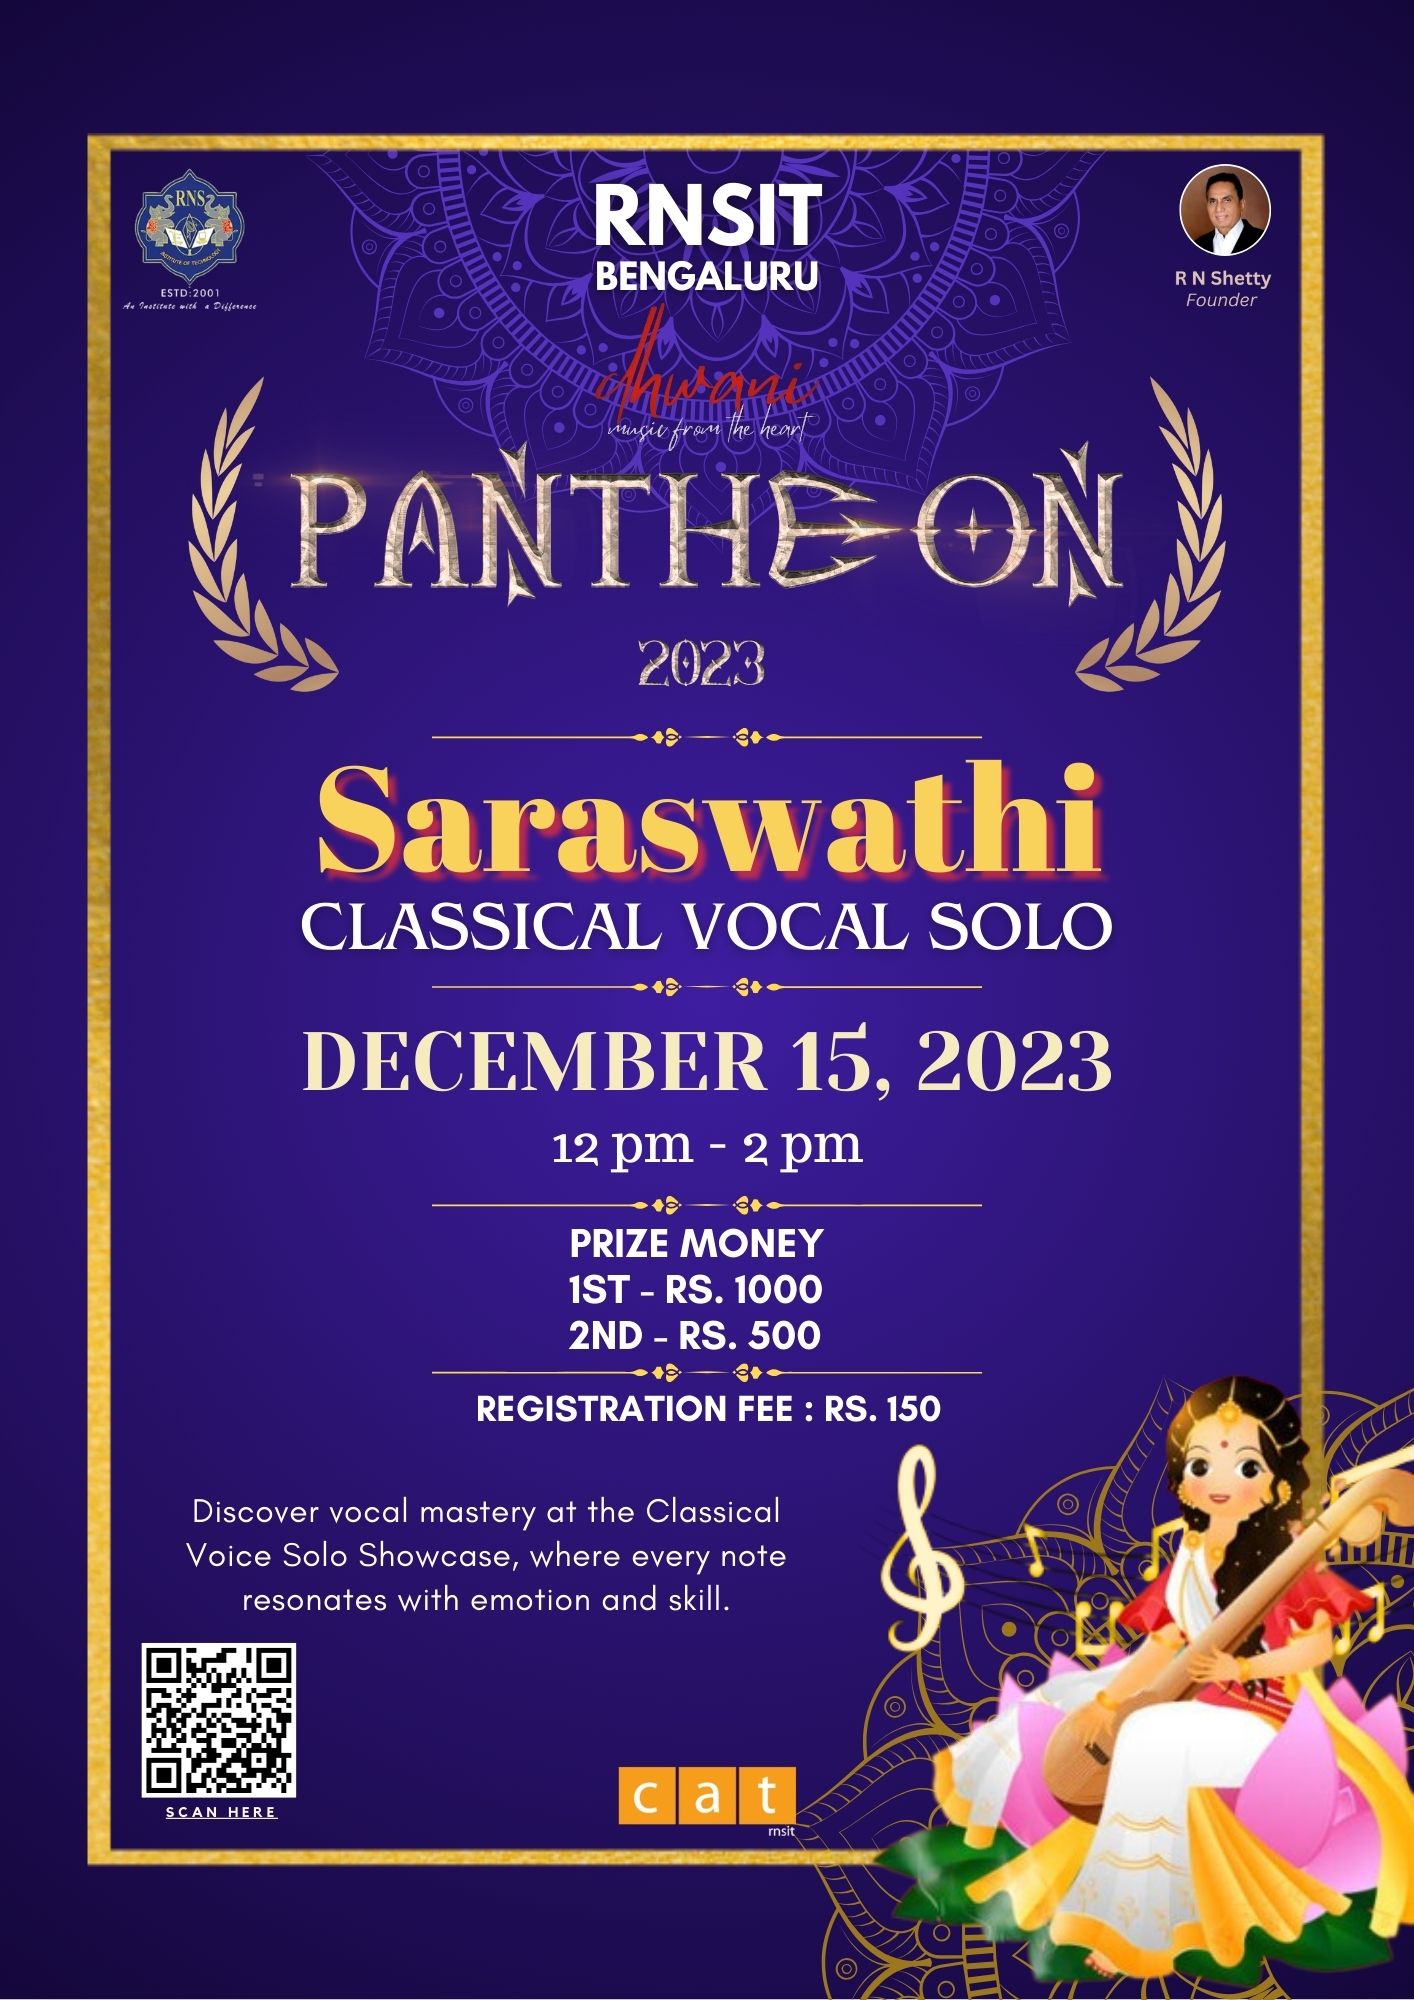 RNS
INSTITUTE OF TECHNOLOGY
ESTD:2001
An Institute with a Difference
RNSIT
BENGALURU
R N Shetty
Founder
dhwani
music from the heart
PANTHEON
2023
Saraswathi
CLASSICAL VOCAL SOLO
DECEMBER 15, 2023
12 pm - 2 pm
PRIZE MONEY
1ST - RS. 1000
2ND - RS. 500
REGISTRATION FEE : RS. 150
Discover vocal mastery at the Classical
Voice Solo Showcase, where every note
resonates with emotion and skill.
SCAN HERE
cat
rnsit